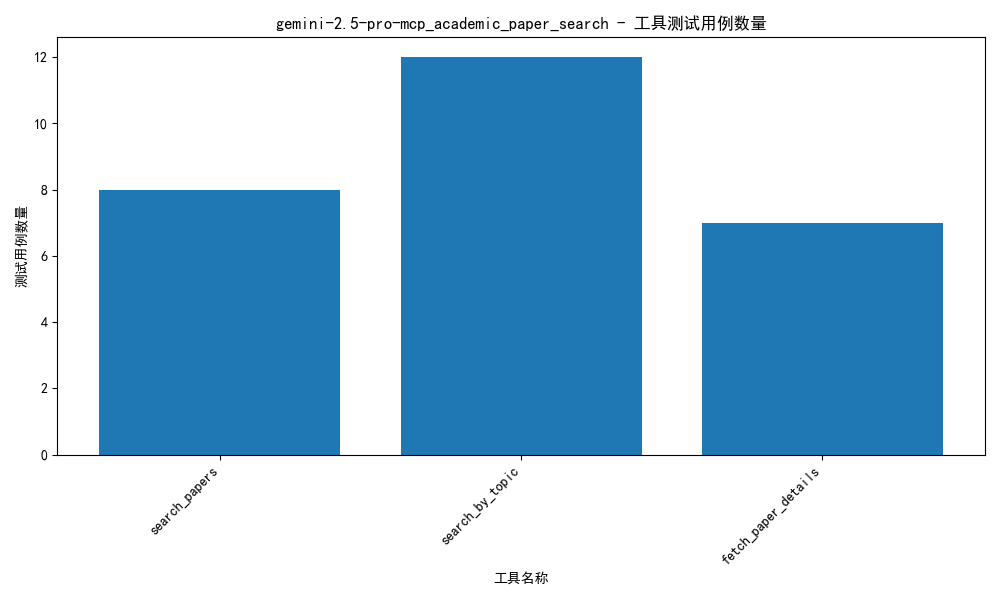 gemini-2.5-pro-mcp_academic_paper_search - 工具测试用例数量
测试用例数量
12
10
8
6
4
2
0
search_papers
search_by_topic
fetch_paper_details
工具名称